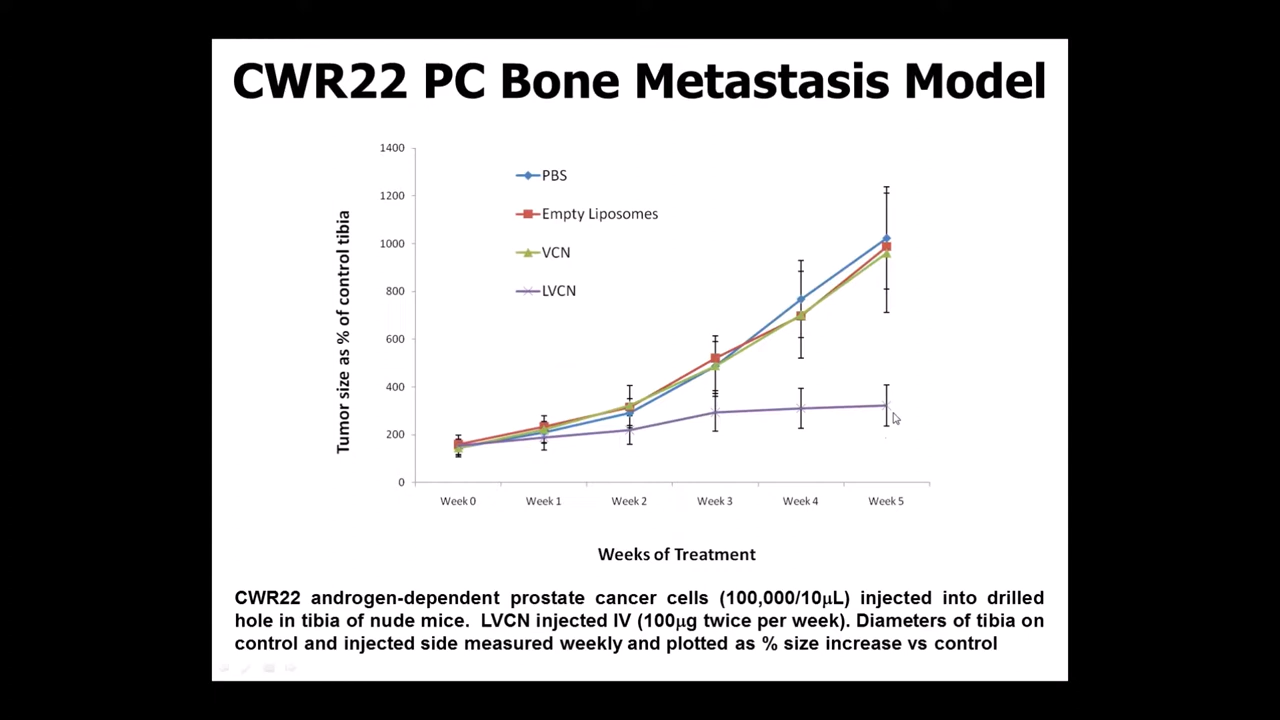 CWR22 PC Bone Metastasis Model
1400
1200
1000
800
600
400
200
0
Tumor size as % of control tibia
PBS
Empty Liposomes
VCN
LVCN
Week 0
Week 1
Week 2
Week 3
Week 4
Week 5
Weeks of Treatment
CWR22 androgen-dependent prostate cancer cells (100,000/10μL) injected into drilled
hole in tibia of nude mice. LVCN injected IV (100μg twice per week). Diameters of tibia on
control and injected side measured weekly and plotted as % size increase vs control